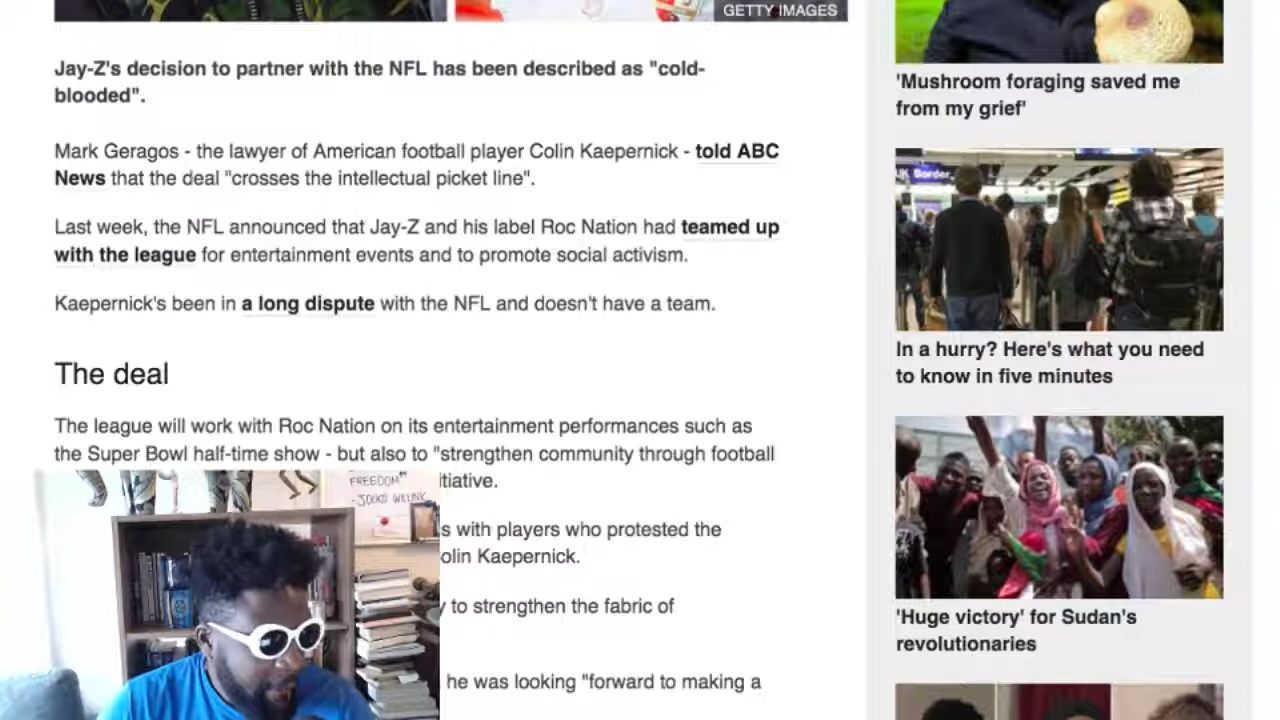 GETTY IMAGES
Jay-Z's decision to partner with the NFL has been described as "cold-
blooded".
Mark Geragos - the lawyer of American football player Colin Kaepernick - told ABC
News that the deal "crosses the intellectual picket line".
Last week, the NFL announced that Jay-Z and his label Roc Nation had teamed up
with the league for entertainment events and to promote social activism.
Kaepernick's been in a long dispute with the NFL and doesn't have a team.
The deal
The league will work with Roc Nation on its entertainment performances such as
the Super Bowl half-time show - but also to "strengthen community through football
itiative.
s with players who protested the
olin Kaepernick.
y to strengthen the fabric of
he was looking "forward to making a
FREEDOM"
- JOCKO WILLINK
'Mushroom foraging saved me
from my grief'
UK Border
In a hurry? Here's what you need
to know in five minutes
'Huge victory' for Sudan's
revolutionaries